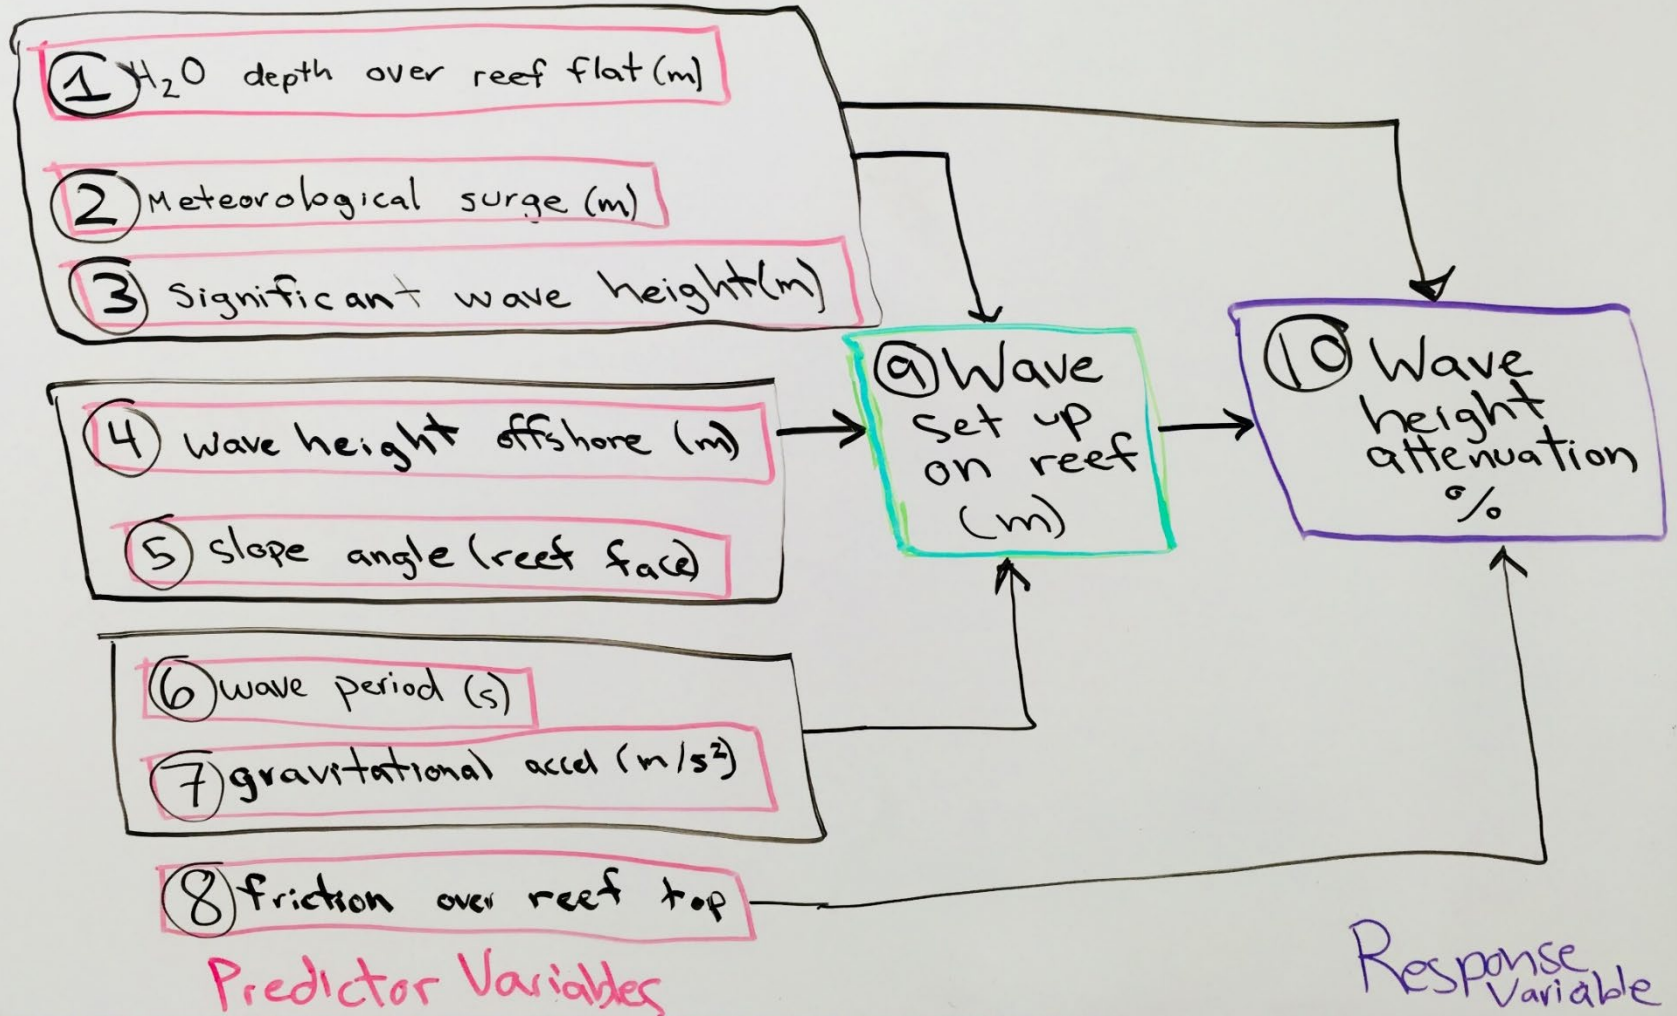 1 H₂O depth over reef flat (m)
2 Meteorological surge (m)
3 Significant wave height (m)
4 wave height offshore (m)
5 slope angle (reef face)
6 wave period (s)
7 gravitational accel (m/s²)
8 friction over reef top
9 Wave
set up
on reef
(m)
10 Wave
height
attenuation
%
Predictor Variables
Response
Variable